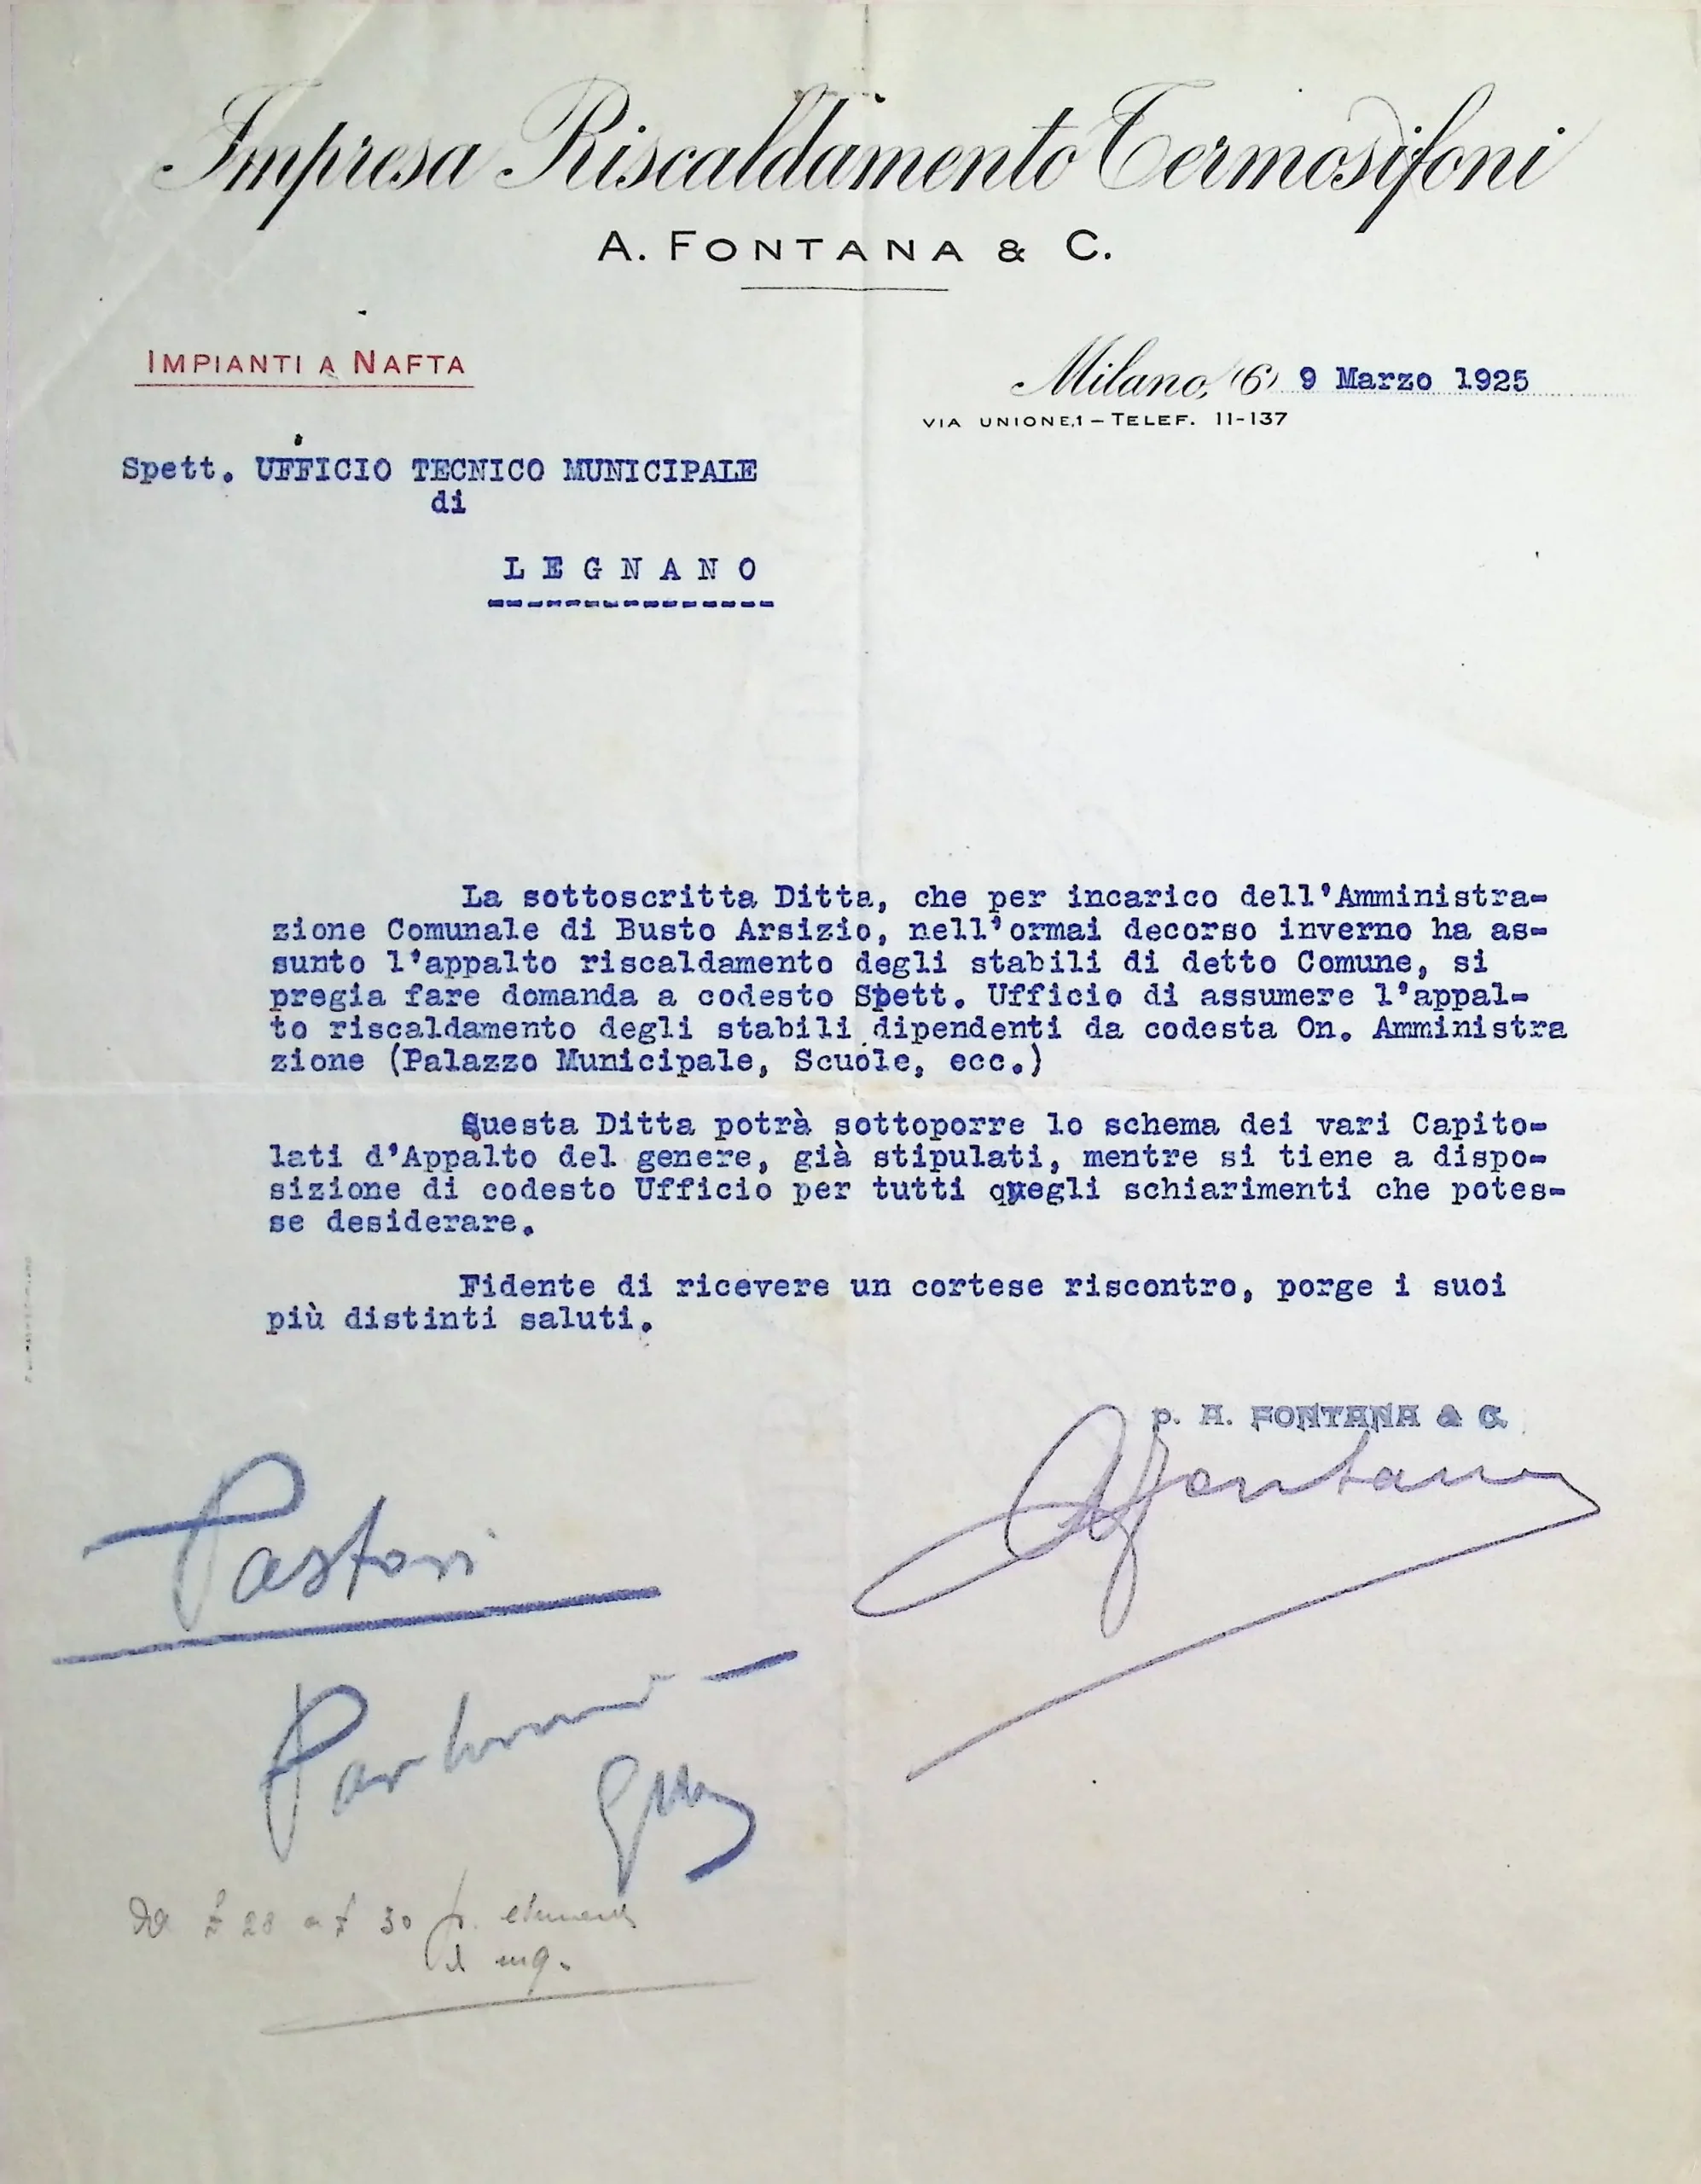 Impresa Riscaldamento Termosifoni
A. FONTANA & C.
IMPIANTI A NAFTA
Milano, (6) 9 Marzo 1925
VIA UNIONE,1 – TELEF. 11-137
Spett. UFFICIO TECNICO MUNICIPALE
di
L E G N A N O
La sottoscritta Ditta, che per incarico dell'Amministra-
zione Comunale di Busto Arsizio, nell'ormai decorso inverno ha as-
sunto l'appalto riscaldamento degli stabili di detto Comune, si
pregia fare domanda a codesto Spett. Ufficio di assumere l'appal-
to riscaldamento degli stabili dipendenti da codesta On. Amministra
zione (Palazzo Municipale, Scuole, ecc.)
Questa Ditta potrà sottoporre lo schema dei vari Capito-
lati d'Appalto del genere, già stipulati, mentre si tiene a dispo-
sizione di codesto Ufficio per tutti quegli schiarimenti che potes-
se desiderare.
Fidente di ricevere un cortese riscontro, porge i suoi
più distinti saluti.
p. A. FONTANA & C.
AFontana
Pastori
Da £ 28 a £ 30 p.
mq.